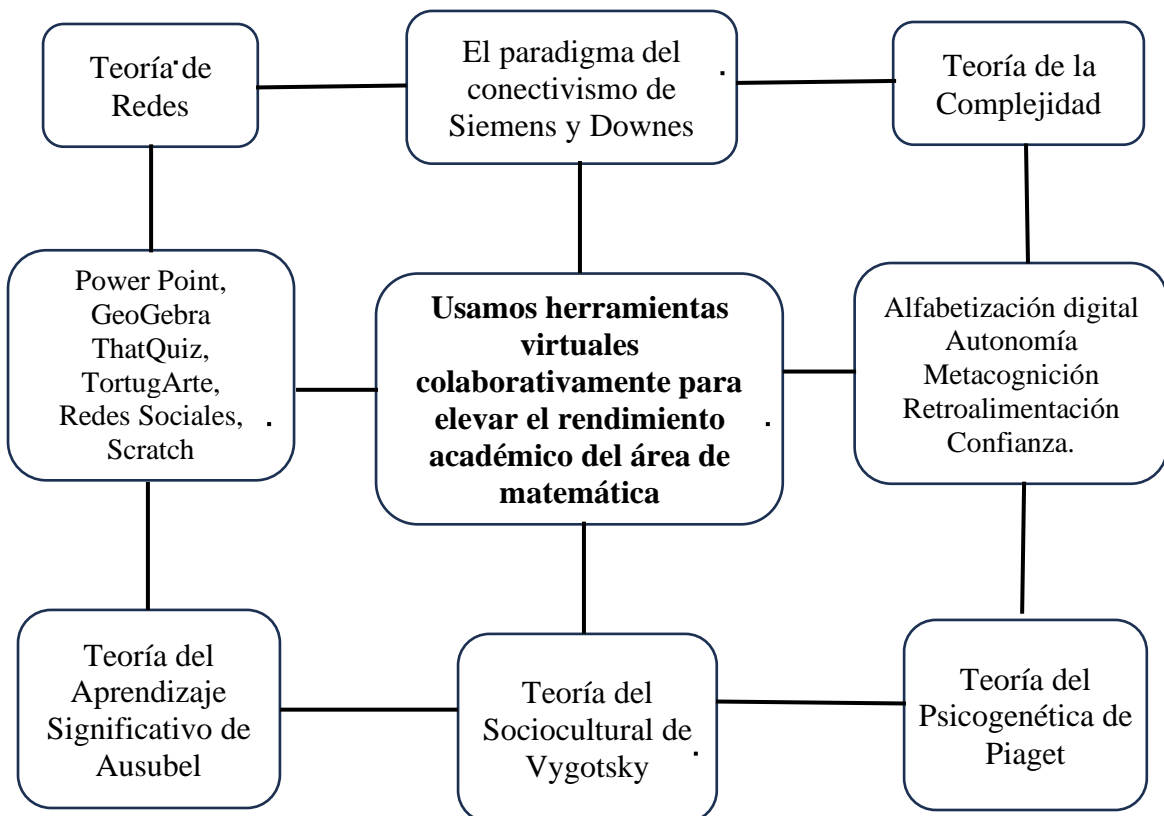 Teoría de
Redes
El paradigma del
conectivismo de
Siemens y Downes
Teoría de la
Complejidad
Power Point,
GeoGebra
ThatQuiz,
TortugArte,
Redes Sociales,
Scratch
Usamos herramientas
virtuales
colaborativamente para
elevar el rendimiento
académico del área de
matemática
Alfabetización digital
Autonomía
Metacognición
Retroalimentación
Confianza.
Teoría del
Aprendizaje
Significativo de
Ausubel
Teoría del
Sociocultural de
Vygotsky
Teoría del
Psicogenética de
Piaget